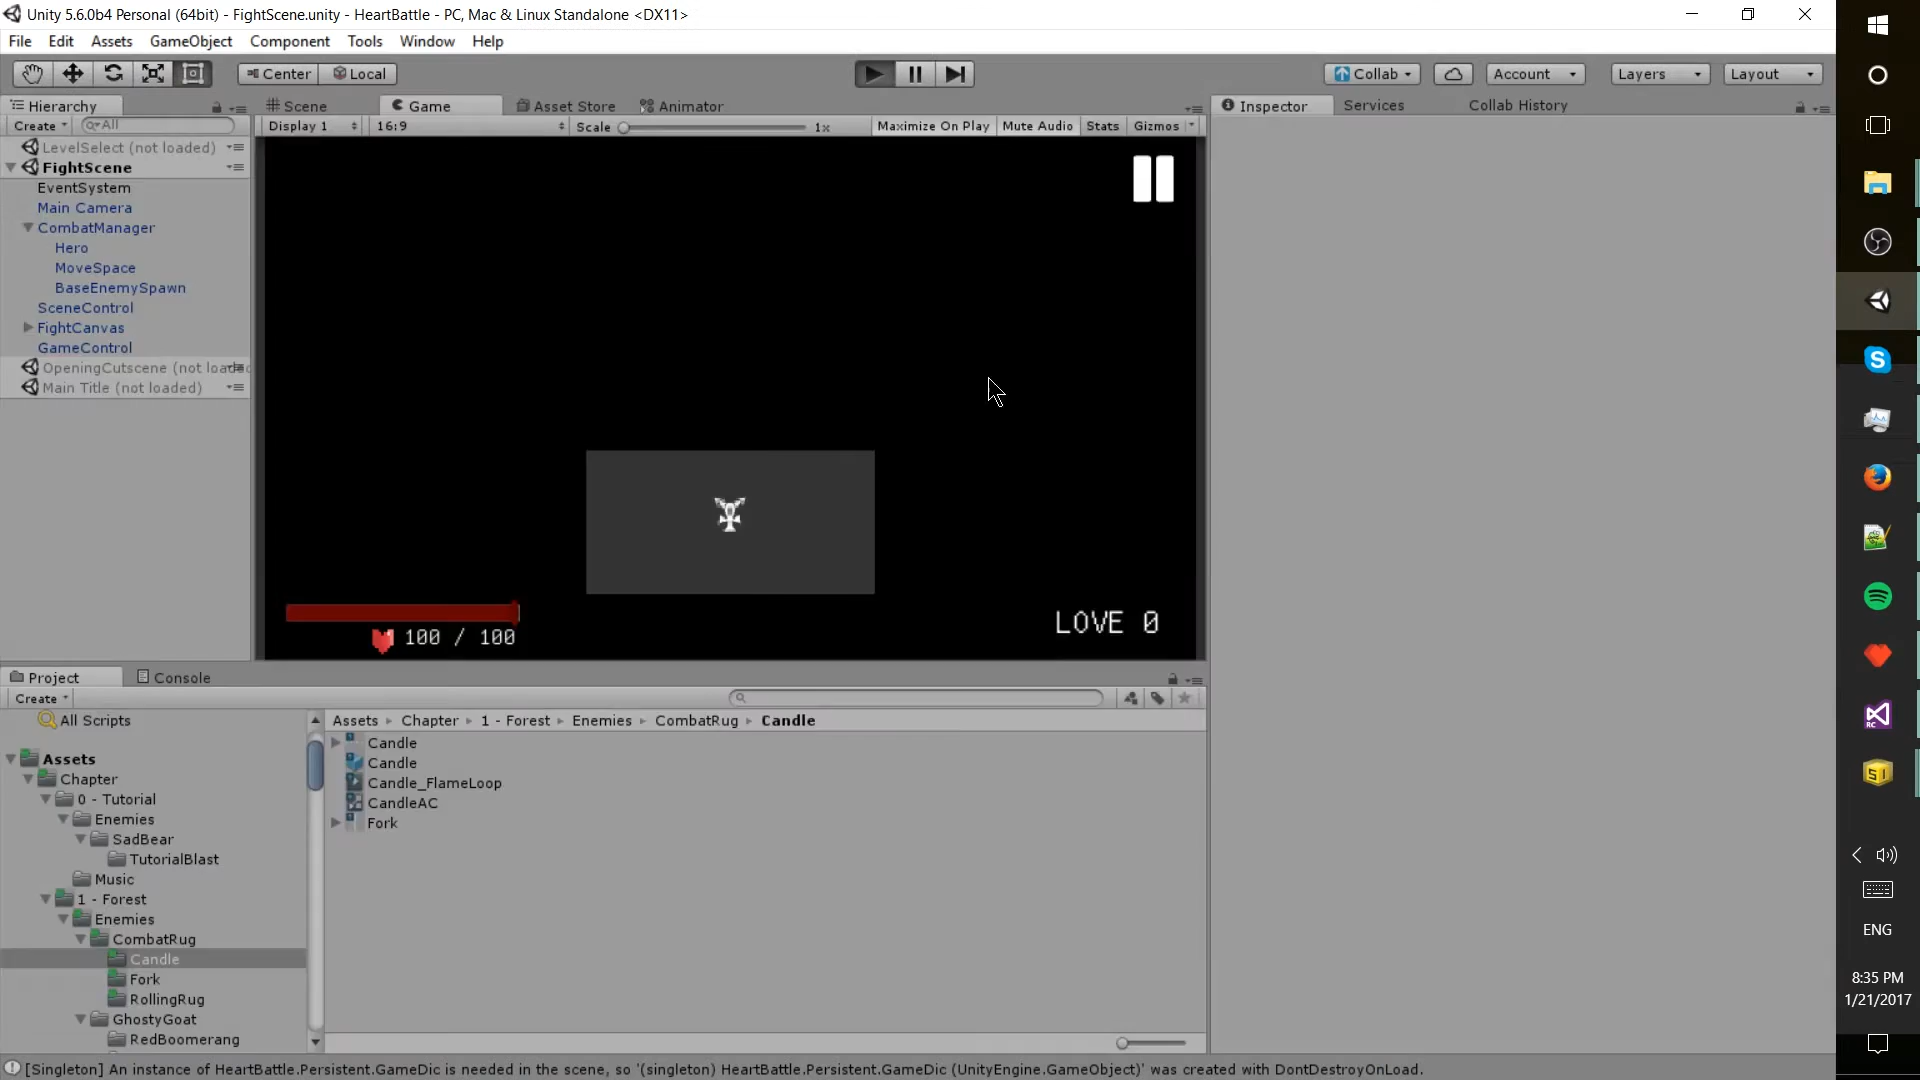 Unity 5.6.0b4 Personal (64bit) - FightScene.unity - HeartBattle - PC, Mac & Linux Standalone <DX11>
File Edit Assets GameObject Component Tools Window Help
Center Local Collab Account Layers Layout
Hierarchy Scene Game Asset Store Animator Inspector Services Collab History
Create All Display 1 16:9 Scale 1x Maximize On Play Mute Audio Stats Gizmos
LevelSelect (not loaded)
FightScene
EventSystem
Main Camera
CombatManager
Hero
MoveSpace
BaseEnemySpawn
SceneControl
FightCanvas
GameControl
OpeningCutscene (not loaded
Main Title (not loaded)
100 / 100
LOVE 0
Project Console
Create
All Scripts
Assets
Chapter
0 - Tutorial
Enemies
SadBear
TutorialBlast
Music
1 - Forest
Enemies
CombatRug
Candle
Fork
RollingRug
GhostyGoat
RedBoomerang
Assets Chapter 1 - Forest Enemies CombatRug Candle
Candle
Candle
Candle_FlameLoop
CandleAC
Fork
[Singleton] An instance of HeartBattle.Persistent.GameDic is needed in the scene, so '(singleton) HeartBattle.Persistent.GameDic (UnityEngine.GameObject)' was created with DontDestroyOnLoad.
RC
S1
ENG
8:35 PM
1/21/2017